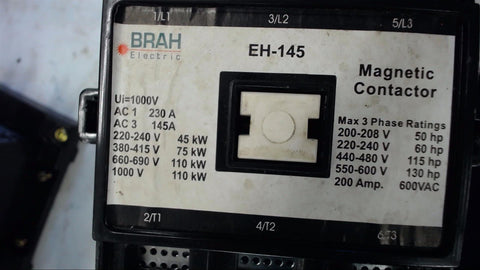 1/L1 3/L2 5/L3
BRAH
Electric
EH-145
Magnetic
Contactor
Ui=1000V
AC 1 230 A
AC 3 145A
220-240 V 45 kW
380-415 V 75 kW
660-690 V 110 kW
1000 V 110 kW
Max 3 Phase Ratings
200-208 V 50 hp
220-240 V 60 hp
440-480 V 115 hp
550-600 V 130 hp
200 Amp. 600VAC
2/T1 4/T2 6/T3